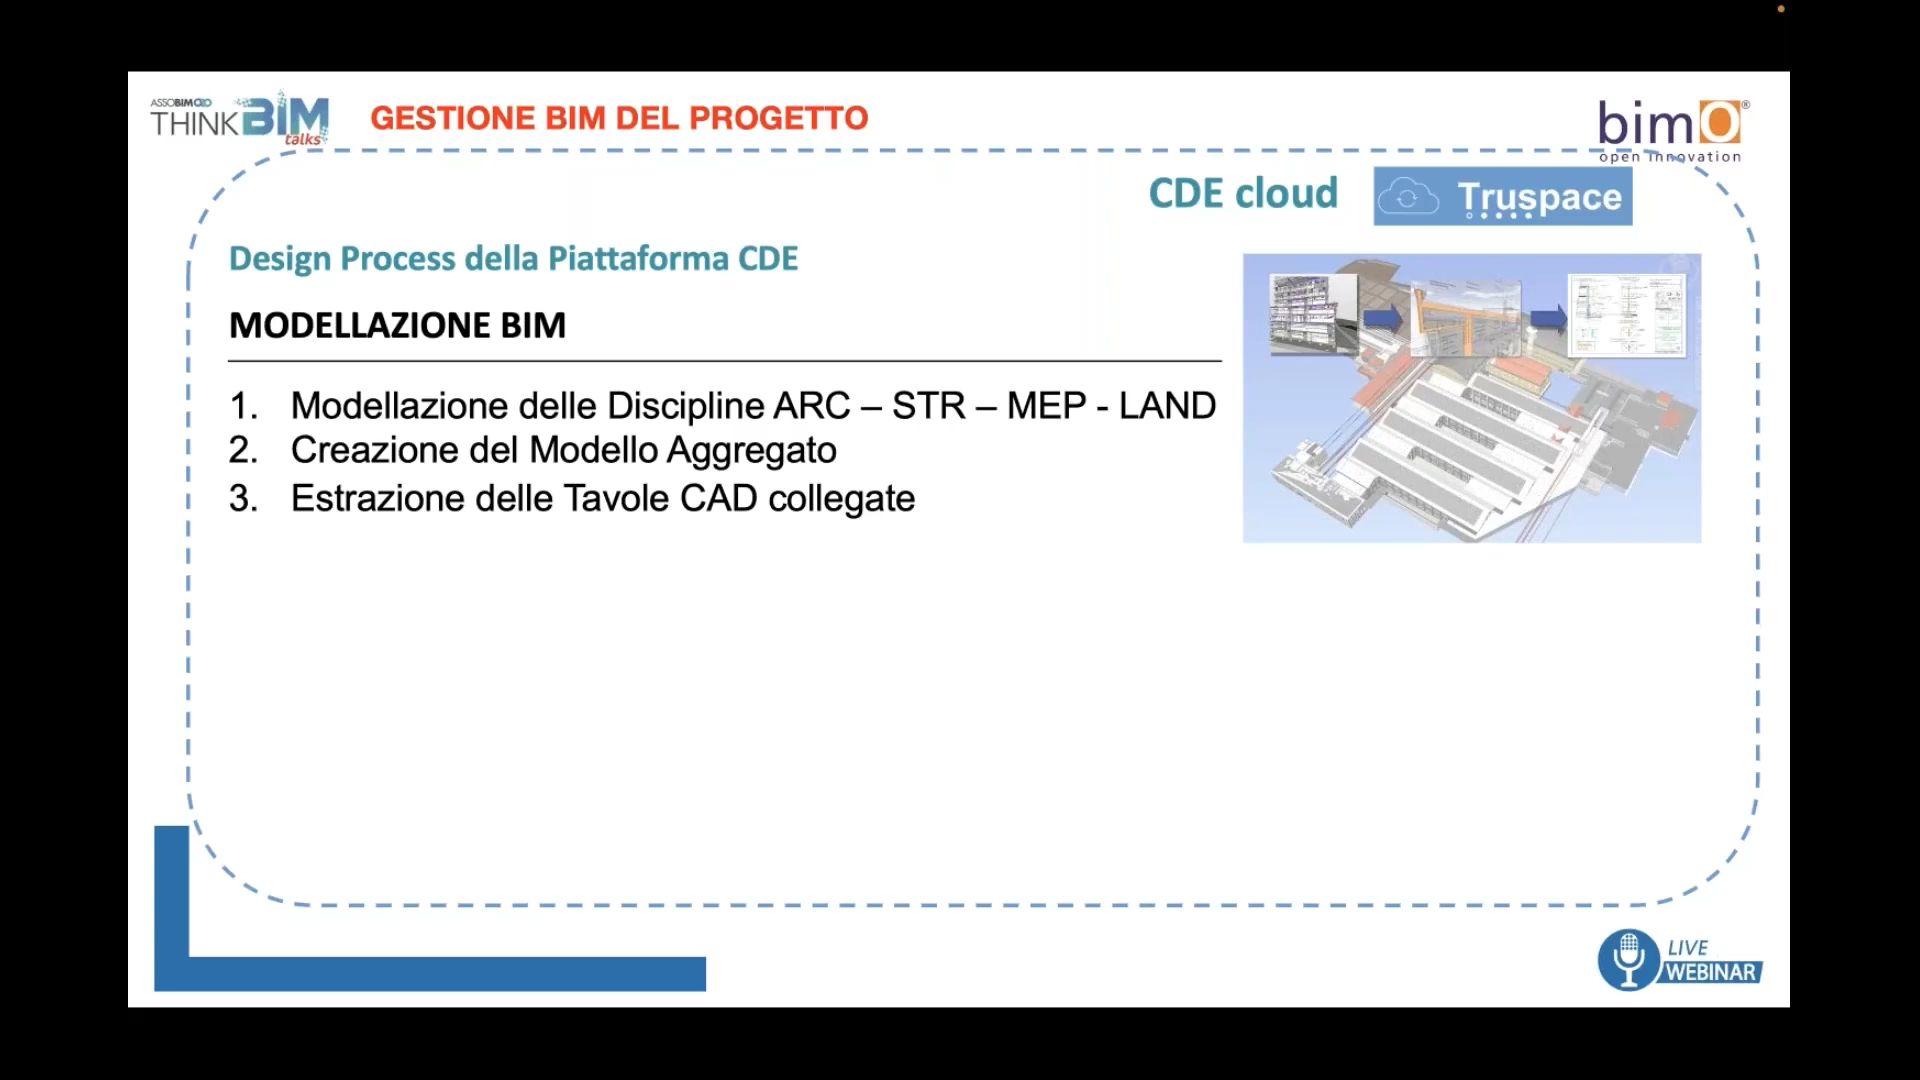 ASSOBIM
THINK BIM
talks
GESTIONE BIM DEL PROGETTO
bimO®
open innovation
CDE cloud
Truspace
Design Process della Piattaforma CDE
MODELLAZIONE BIM
1. Modellazione delle Discipline ARC – STR – MEP - LAND
2. Creazione del Modello Aggregato
3. Estrazione delle Tavole CAD collegate
LIVE
WEBINAR